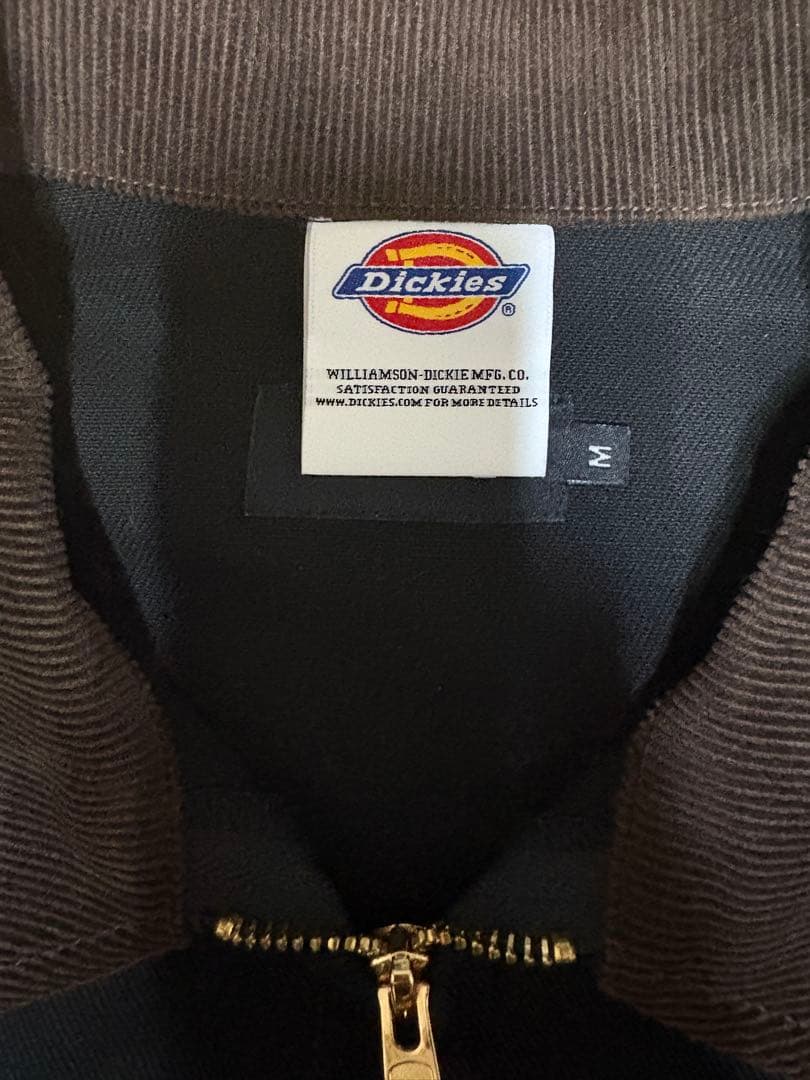 Dickies
®
WILLIAMSON-DICKIE MFG. CO.
SATISFACTION GUARANTEED
WWW.DICKIES.COM FOR MORE DETAILS
M